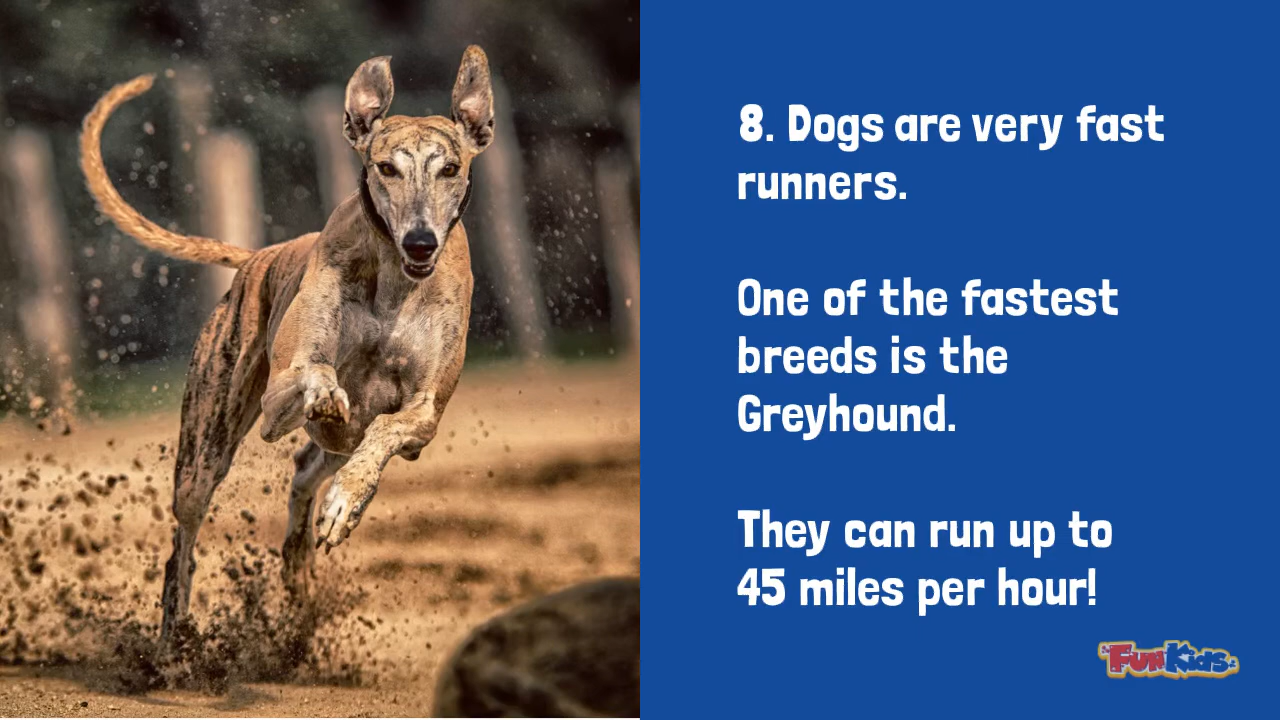 8. Dogs are very fast
runners.
One of the fastest
breeds is the
Greyhound.
They can run up to
45 miles per hour!
FUN Kids